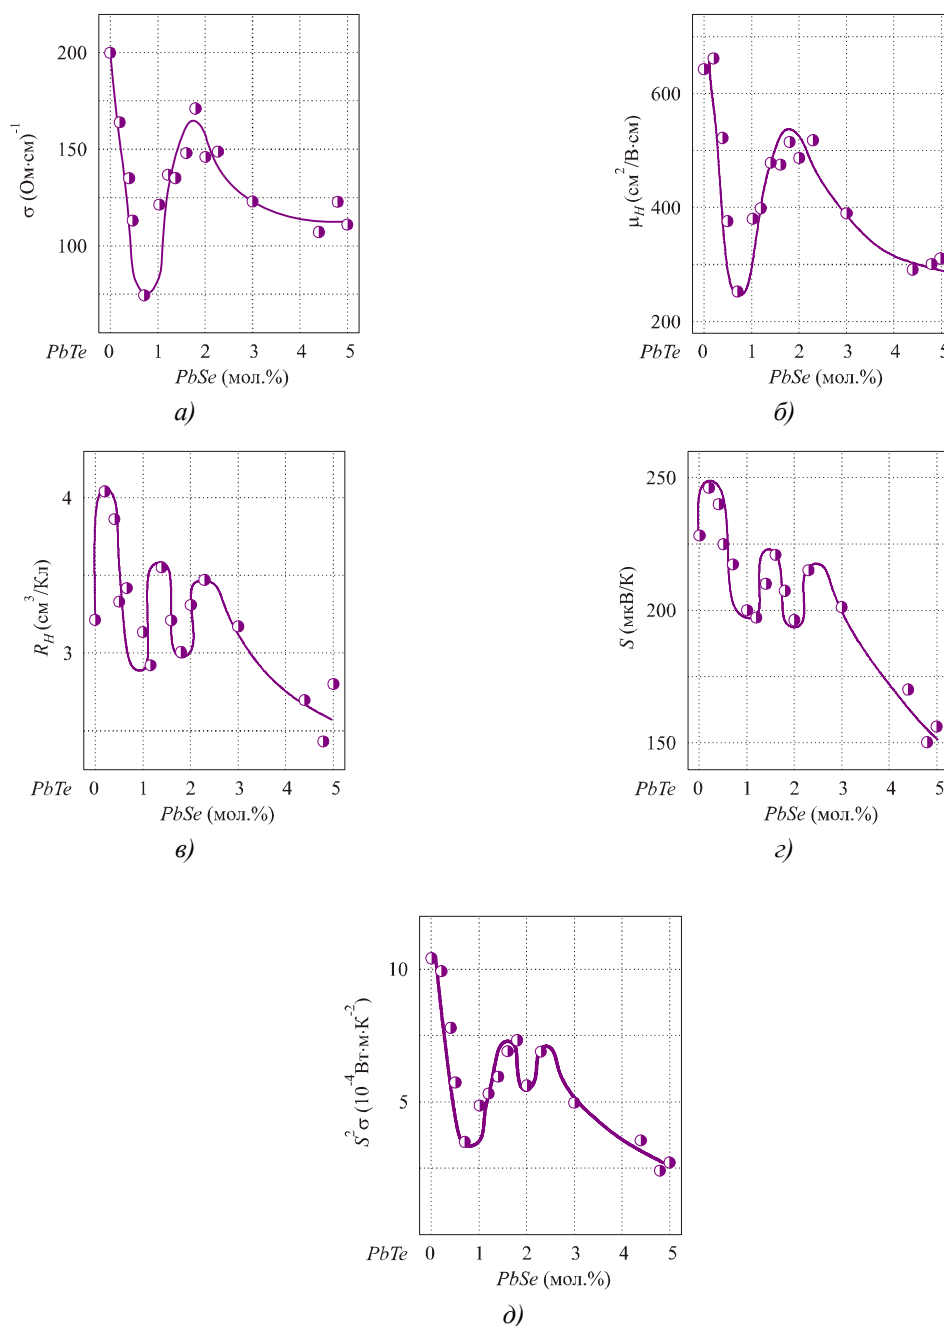 σ (Ом·см)⁻¹
200
150
100
PbTe 0 1 2 3 4 5
PbSe (мол.%)
а)
μ_H (см²/В·см)
600
400
200
PbTe 0 1 2 3 4 5
PbSe (мол.%)
б)
R_H (см³/Кл)
4
3
PbTe 0 1 2 3 4 5
PbSe (мол.%)
в)
S (мкВ/К)
250
200
150
PbTe 0 1 2 3 4 5
PbSe (мол.%)
г)
S²σ (10⁻⁴Вт·м·К⁻²)
10
5
PbTe 0 1 2 3 4 5
PbSe (мол.%)
д)